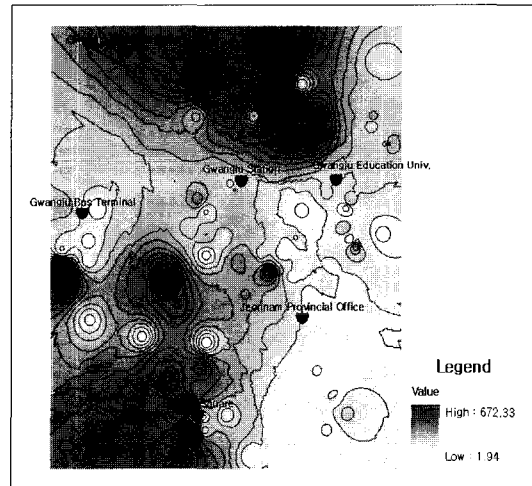 Gwangju Station
Gwangju Education Univ.
Gwangju Bus Terminal
Jeonnam Provincial Office
Legend
Value
High : 672.33
Low : 1.94